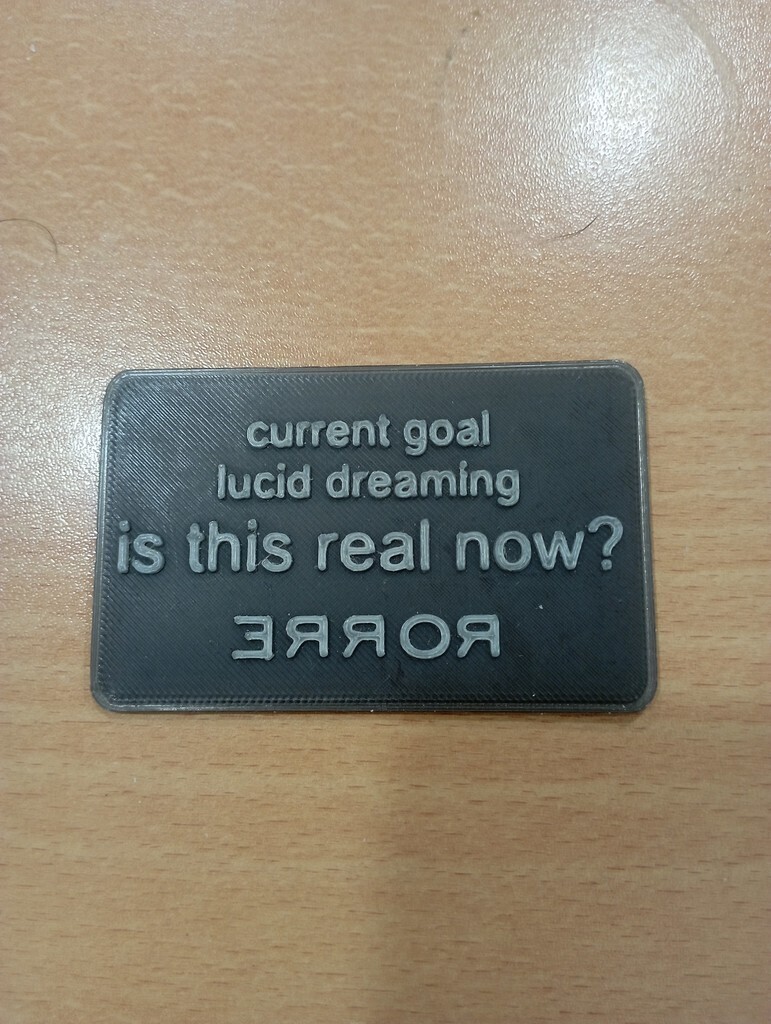 current goal
lucid dreaming
is this real now?
ƎЯЯOЯ